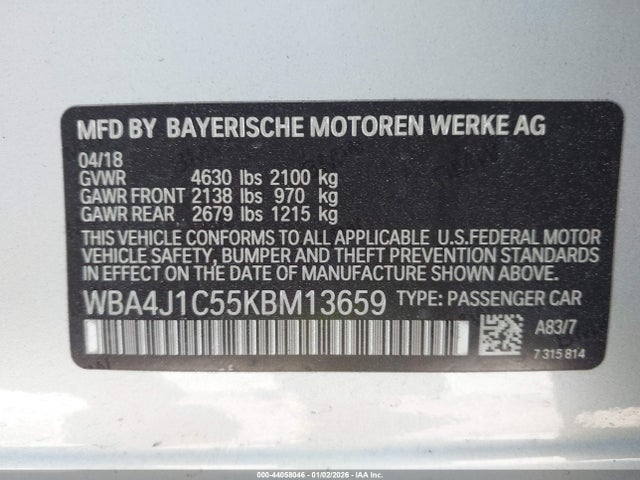 MFD BY BAYERISCHE MOTOREN WERKE AG
04/18
GVWR 4630 lbs 2100 kg
GAWR FRONT 2138 lbs 970 kg
GAWR REAR 2679 lbs 1215 kg
THIS VEHICLE CONFORMS TO ALL APPLICABLE U.S.FEDERAL MOTOR
VEHICLE SAFETY, BUMPER AND THEFT PREVENTION STANDARDS
IN EFFECT ON THE DATE OF MANUFACTURE SHOWN ABOVE.
WBA4J1C55KBM13659 TYPE: PASSENGER CAR
A83/7
7 315 814
000-44058046 - 01/02/2026 - IAA Inc.